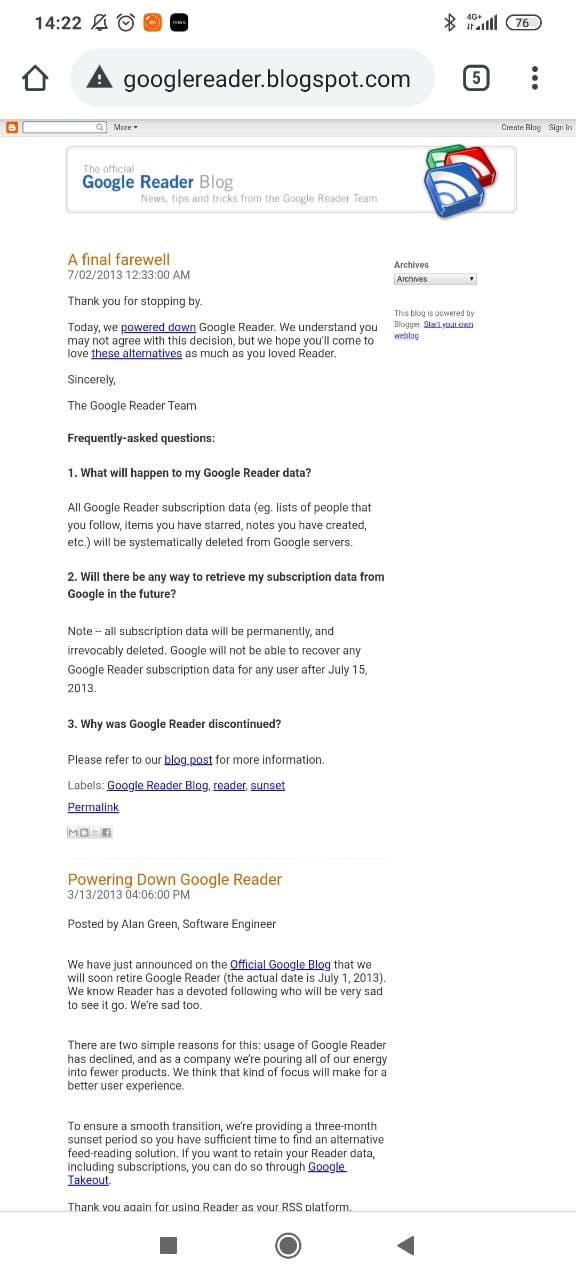 14:22
4G+
76
googlereader.blogspot.com
5
More
Create Blog Sign In
The official
Google Reader Blog
News, tips and tricks from the Google Reader Team
A final farewell
7/02/2013 12:33:00 AM
Thank you for stopping by.
Today, we powered down Google Reader. We understand you
may not agree with this decision, but we hope you'll come to
love these alternatives as much as you loved Reader.
Sincerely,
The Google Reader Team
Frequently-asked questions:
1. What will happen to my Google Reader data?
All Google Reader subscription data (eg. lists of people that
you follow, items you have starred, notes you have created,
etc.) will be systematically deleted from Google servers.
2. Will there be any way to retrieve my subscription data from
Google in the future?
Note -- all subscription data will be permanently, and
irrevocably deleted. Google will not be able to recover any
Google Reader subscription data for any user after July 15,
2013.
3. Why was Google Reader discontinued?
Please refer to our blog post for more information.
Labels: Google Reader Blog, reader, sunset
Permalink
Archives
Archives
This blog is powered by
Blogger. Start your own
weblog
Powering Down Google Reader
3/13/2013 04:06:00 PM
Posted by Alan Green, Software Engineer
We have just announced on the Official Google Blog that we
will soon retire Google Reader (the actual date is July 1, 2013).
We know Reader has a devoted following who will be very sad
to see it go. We're sad too.
There are two simple reasons for this: usage of Google Reader
has declined, and as a company we're pouring all of our energy
into fewer products. We think that kind of focus will make for a
better user experience.
To ensure a smooth transition, we're providing a three-month
sunset period so you have sufficient time to find an alternative
feed-reading solution. If you want to retain your Reader data,
including subscriptions, you can do so through Google
Takeout.
Thank you again for using Reader as your RSS platform.